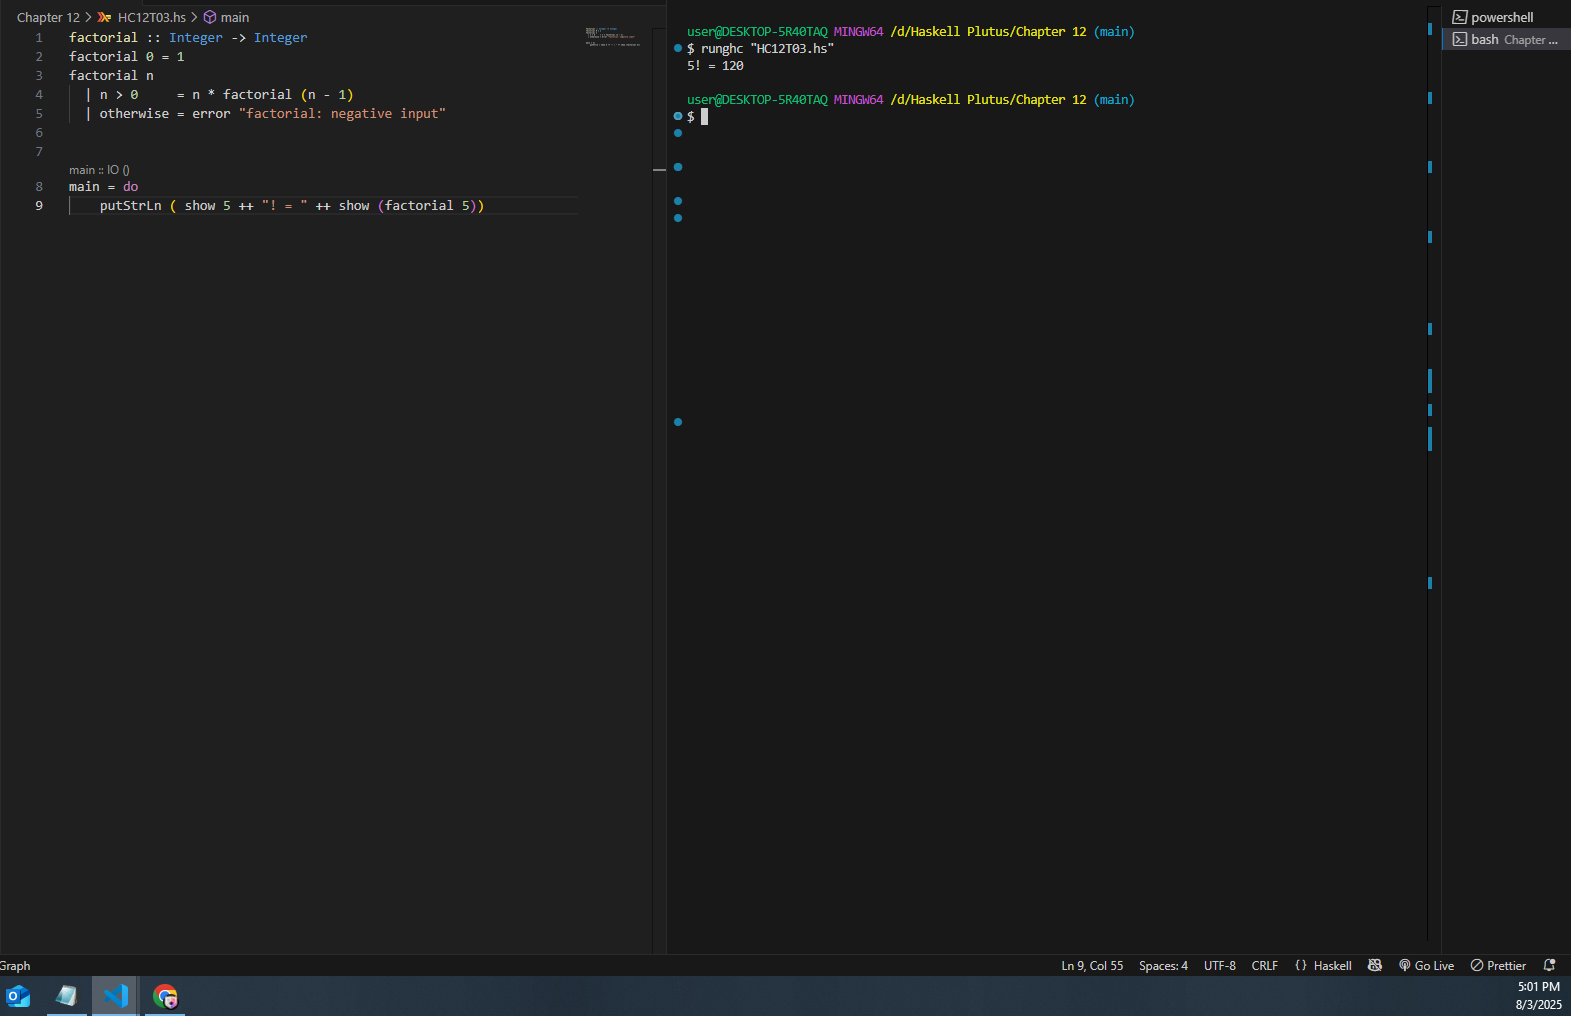 Chapter 12 > HC12T03.hs > main
1 factorial :: Integer -> Integer
2 factorial 0 = 1
3 factorial n
4 | n > 0     = n * factorial (n - 1)
5 | otherwise = error "factorial: negative input"
6
7
main :: IO ()
8 main = do
9     putStrLn ( show 5 ++ "! = " ++ show (factorial 5))
user@DESKTOP-5R40TAQ MINGW64 /d/Haskell Plutus/Chapter 12 (main)
$ runghc "HC12T03.hs"
5! = 120
user@DESKTOP-5R40TAQ MINGW64 /d/Haskell Plutus/Chapter 12 (main)
$
powershell
bash Chapter ...
Graph
Ln 9, Col 55 Spaces: 4 UTF-8 CRLF {} Haskell Go Live Prettier
5:01 PM
8/3/2025